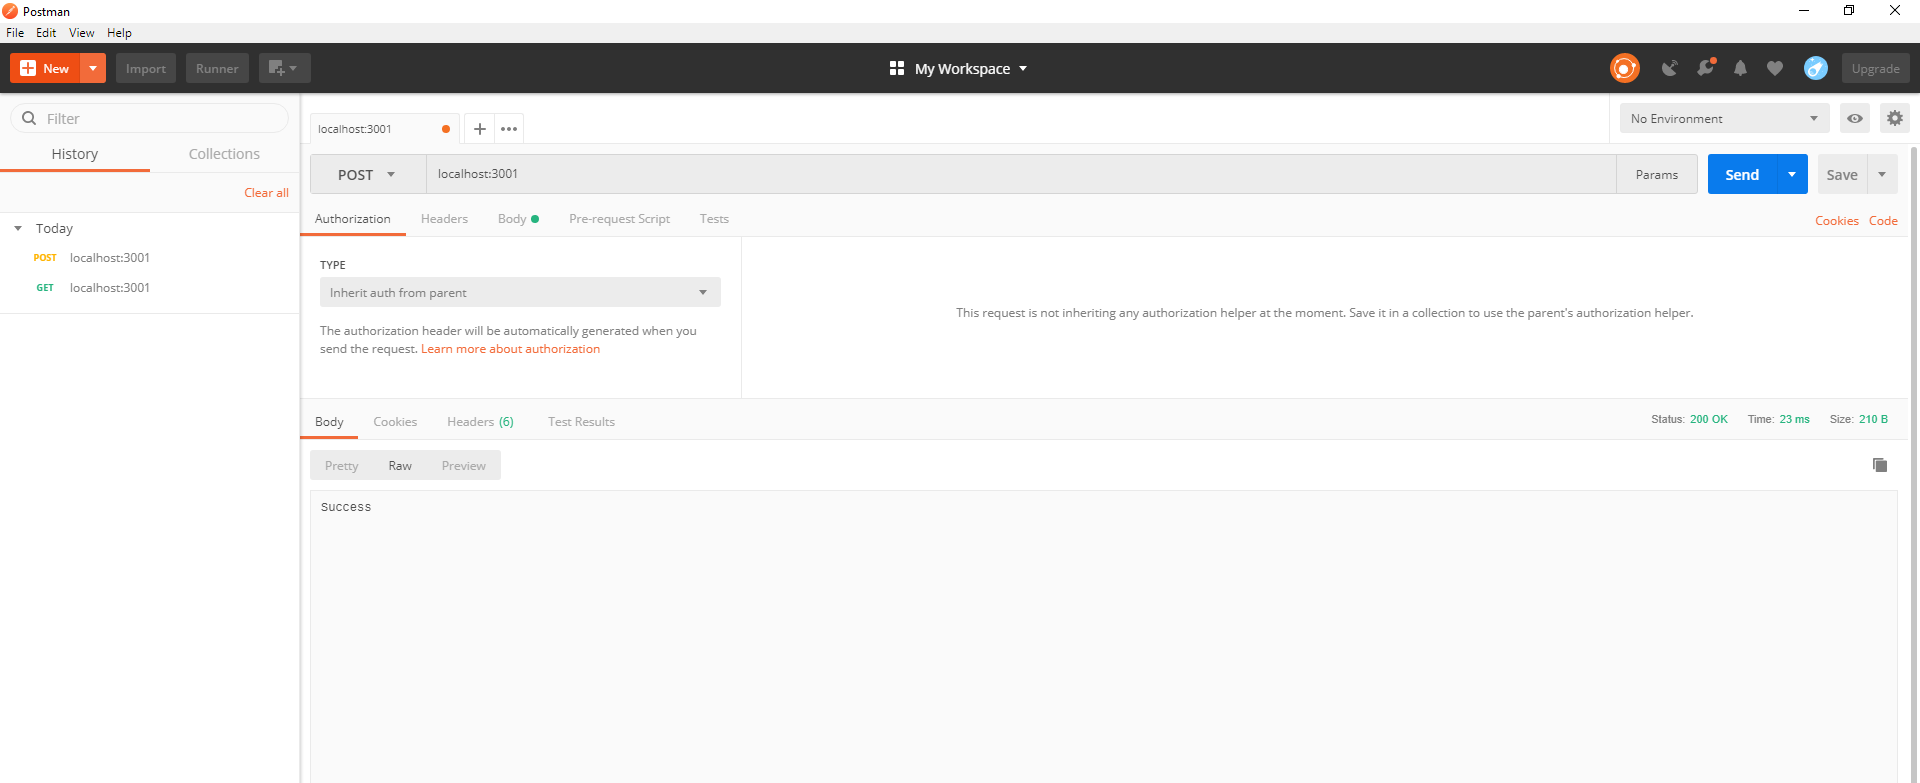 Postman
File Edit View Help
New Import Runner My Workspace Upgrade
Filter
History Collections
Clear all
Today
POST localhost:3001
GET localhost:3001
localhost:3001
No Environment
POST localhost:3001 Params Send Save
Authorization Headers Body Pre-request Script Tests Cookies Code
TYPE
Inherit auth from parent
The authorization header will be automatically generated when you
send the request. Learn more about authorization
This request is not inheriting any authorization helper at the moment. Save it in a collection to use the parent's authorization helper.
Body Cookies Headers (6) Test Results Status: 200 OK Time: 23 ms Size: 210 B
Pretty Raw Preview
Success